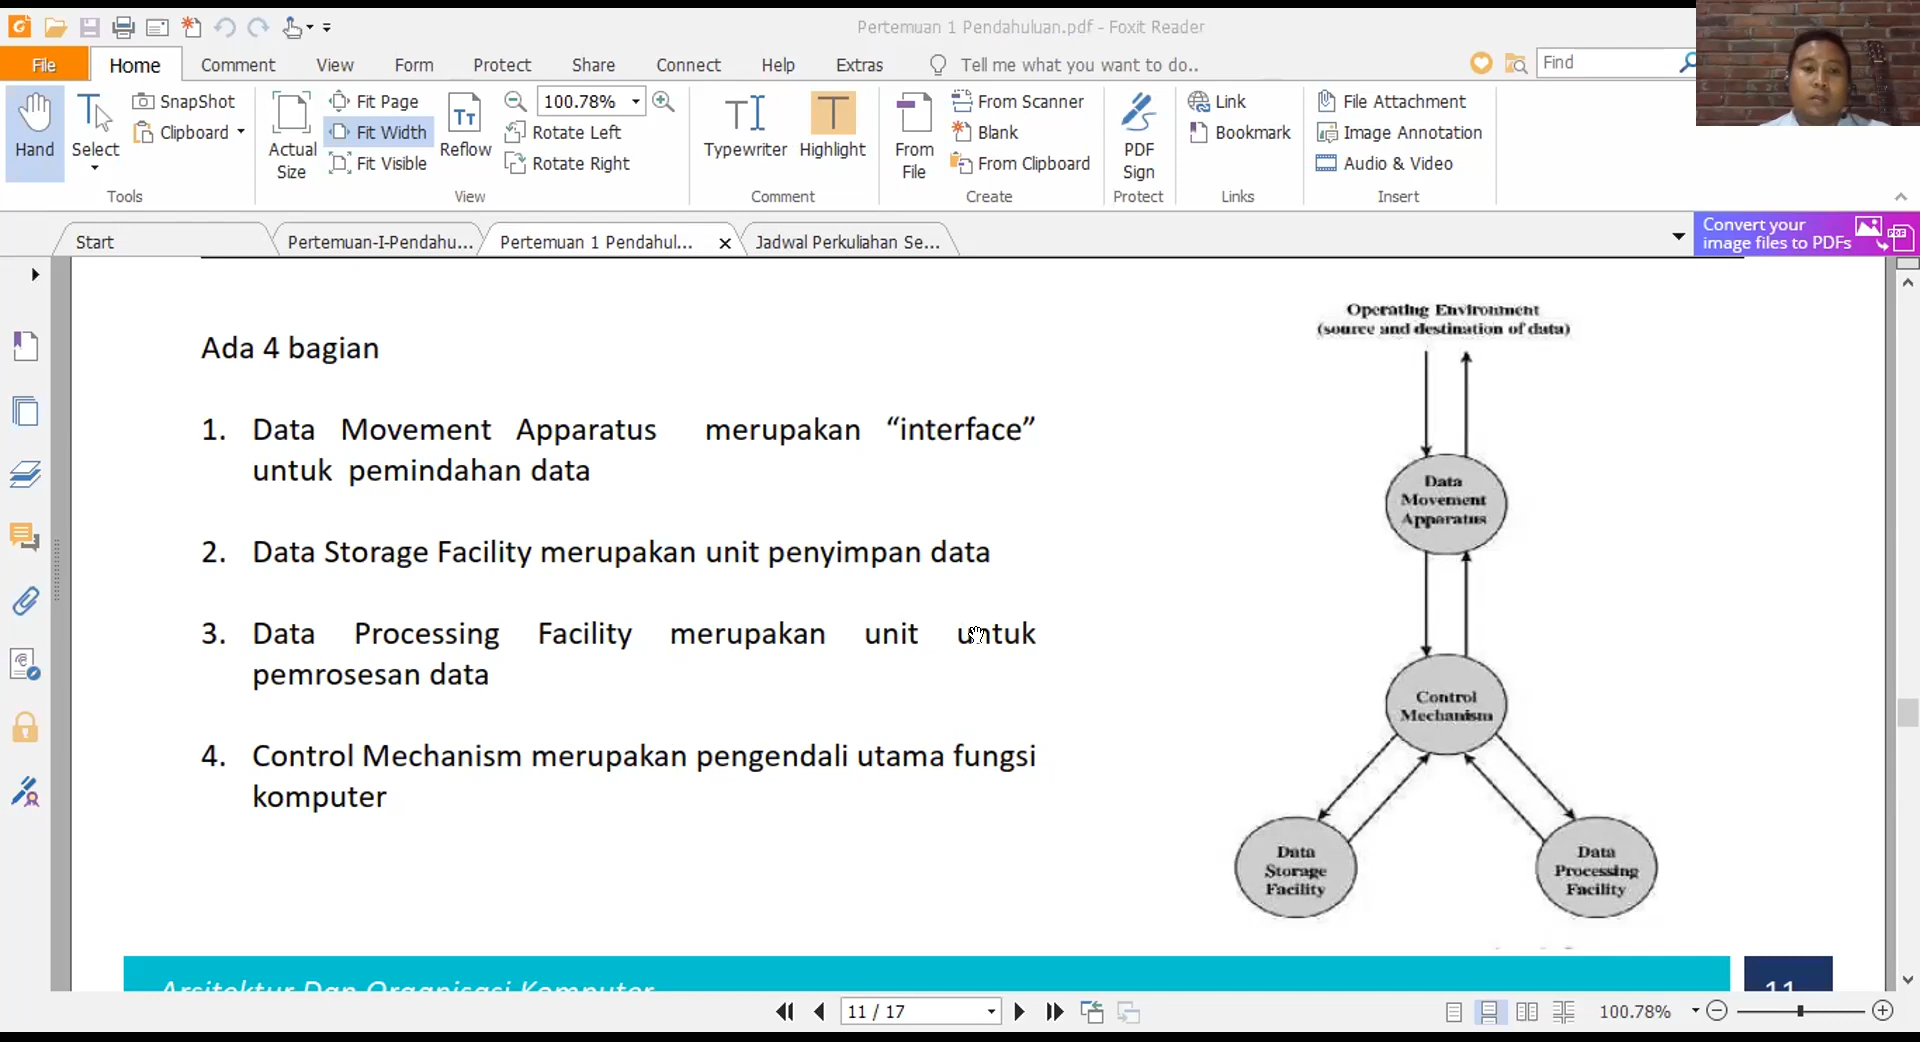 Pertemuan 1 Pendahuluan.pdf - Foxit Reader
File Home Comment View Form Protect Share Connect Help Extras Tell me what you want to do.. Find
Hand
Select
SnapShot
Clipboard
Tools
Actual
Size
Fit Page
Fit Width
Fit Visible
Reflow
100.78%
Rotate Left
Rotate Right
View
Typewriter
Highlight
Comment
From
File
From Scanner
Blank
From Clipboard
Create
PDF
Sign
Protect
Link
Bookmark
Links
File Attachment
Image Annotation
Audio & Video
Insert
Start
Pertemuan-I-Pendahu...
Pertemuan 1 Pendahul...
Jadwal Perkuliahan Se...
Convert your
image files to PDFs
PDF
Ada 4 bagian
1. Data Movement Apparatus merupakan “interface”
untuk pemindahan data
2. Data Storage Facility merupakan unit penyimpan data
3. Data Processing Facility merupakan unit untuk
pemrosesan data
4. Control Mechanism merupakan pengendali utama fungsi
komputer
Operating Environment
(source and destination of data)
Data
Movement
Apparatus
Control
Mechanism
Data
Storage
Facility
Data
Processing
Facility
Arsitektur Dan Organisasi Komputer
11
11 / 17
100.78%